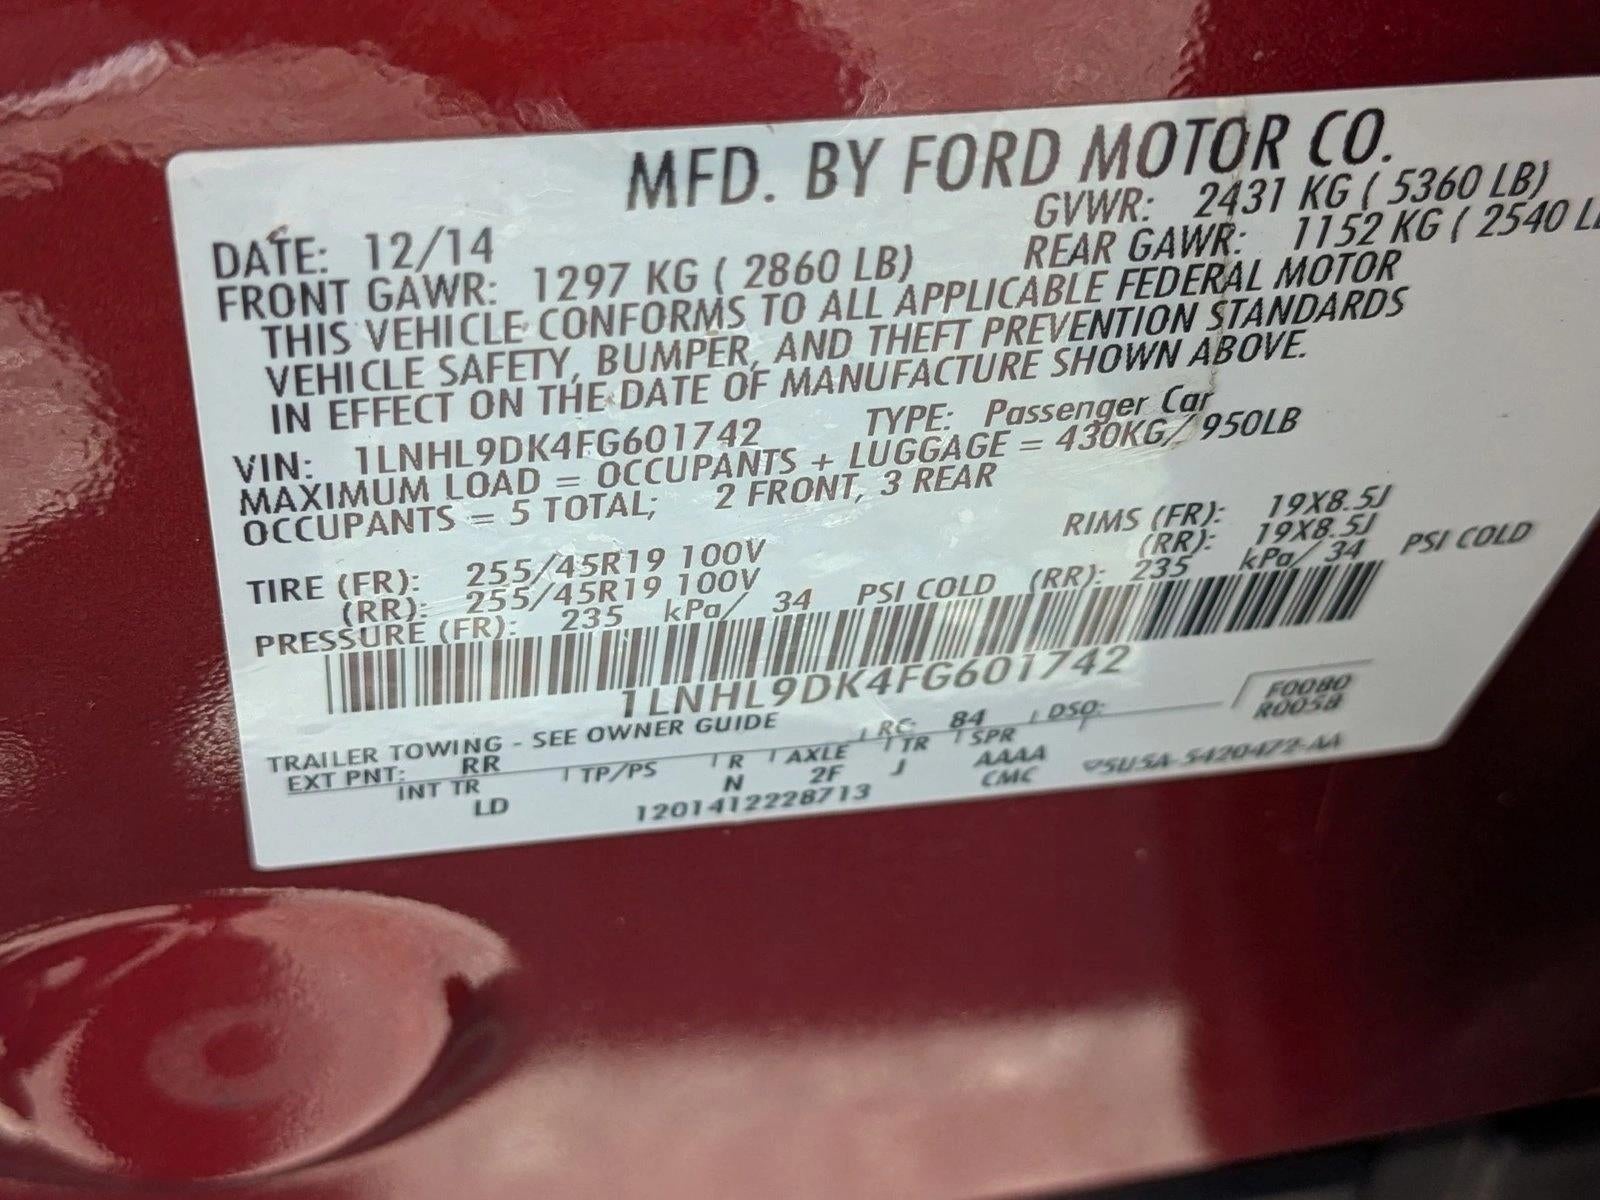 MFD. BY FORD MOTOR CO.
DATE: 12/14 GVWR: 2431 KG ( 5360 LB)
FRONT GAWR: 1297 KG ( 2860 LB) REAR GAWR: 1152 KG ( 2540
THIS VEHICLE CONFORMS TO ALL APPLICABLE FEDERAL MOTOR
VEHICLE SAFETY, BUMPER, AND THEFT PREVENTION STANDARDS
IN EFFECT ON THE DATE OF MANUFACTURE SHOWN ABOVE.
VIN: 1LNHL9DK4FG601742 TYPE: Passenger Car
MAXIMUM LOAD = OCCUPANTS + LUGGAGE = 430KG/ 950LB
OCCUPANTS = 5 TOTAL; 2 FRONT, 3 REAR
TIRE (FR): 255/45R19 100V RIMS (FR): 19X8.5J
(RR): 255/45R19 100V (RR): 19X8.5J
PRESSURE (FR): 235 kPa/ 34 PSI COLD (RR): 235 kPa/ 34 PSI COLD
1LNHL9DK4FG601742
F0080
R0058
TRAILER TOWING - SEE OWNER GUIDE RC: 84 DSO:
EXT PNT: RR
INT TR TP/PS R AXLE TR SPR
LD N 2F J AAAA
CMC
1201412228713